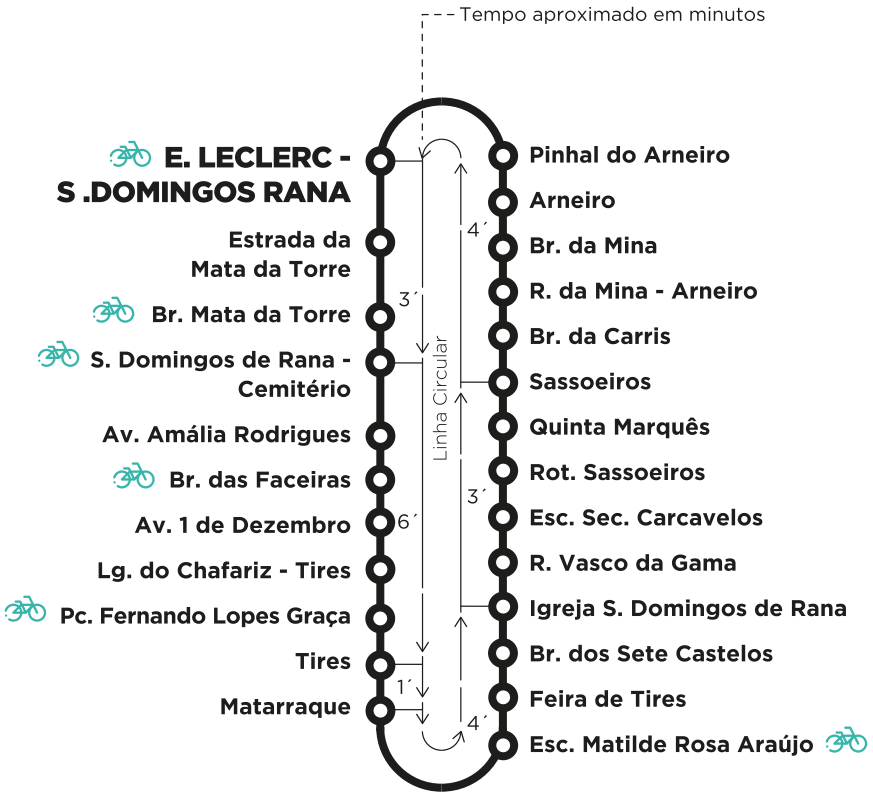 Tempo aproximado em minutos
E. LECLERC -
S .DOMINGOS RANA
Estrada da
Mata da Torre
Br. Mata da Torre
S. Domingos de Rana -
Cemitério
Av. Amália Rodrigues
Br. das Faceiras
Av. 1 de Dezembro
Lg. do Chafariz - Tires
Pc. Fernando Lopes Graça
Tires
Matarraque
3´
6´
1´
Linha Circular
4´
3´
4´
Pinhal do Arneiro
Arneiro
Br. da Mina
R. da Mina - Arneiro
Br. da Carris
Sassoeiros
Quinta Marquês
Rot. Sassoeiros
Esc. Sec. Carcavelos
R. Vasco da Gama
Igreja S. Domingos de Rana
Br. dos Sete Castelos
Feira de Tires
Esc. Matilde Rosa Araújo